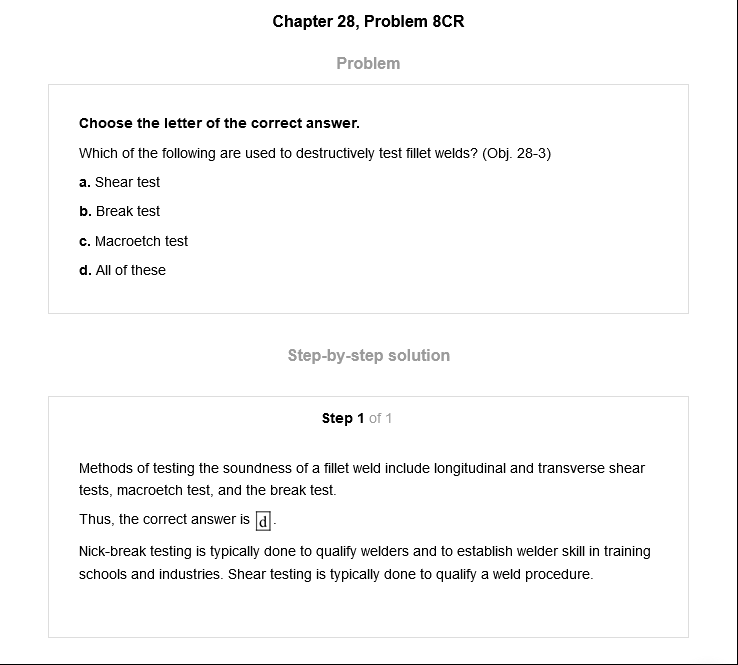 Chapter 28, Problem 8CR
Problem
Choose the letter of the correct answer.
Which of the following are used to destructively test fillet welds? (Obj. 28-3)
a. Shear test
b. Break test
c. Macroetch test
d. All of these
Step-by-step solution
Step 1 of 1
Methods of testing the soundness of a fillet weld include longitudinal and transverse shear
tests, macroetch test, and the break test.
Thus, the correct answer is d.
Nick-break testing is typically done to qualify welders and to establish welder skill in training
schools and industries. Shear testing is typically done to qualify a weld procedure.